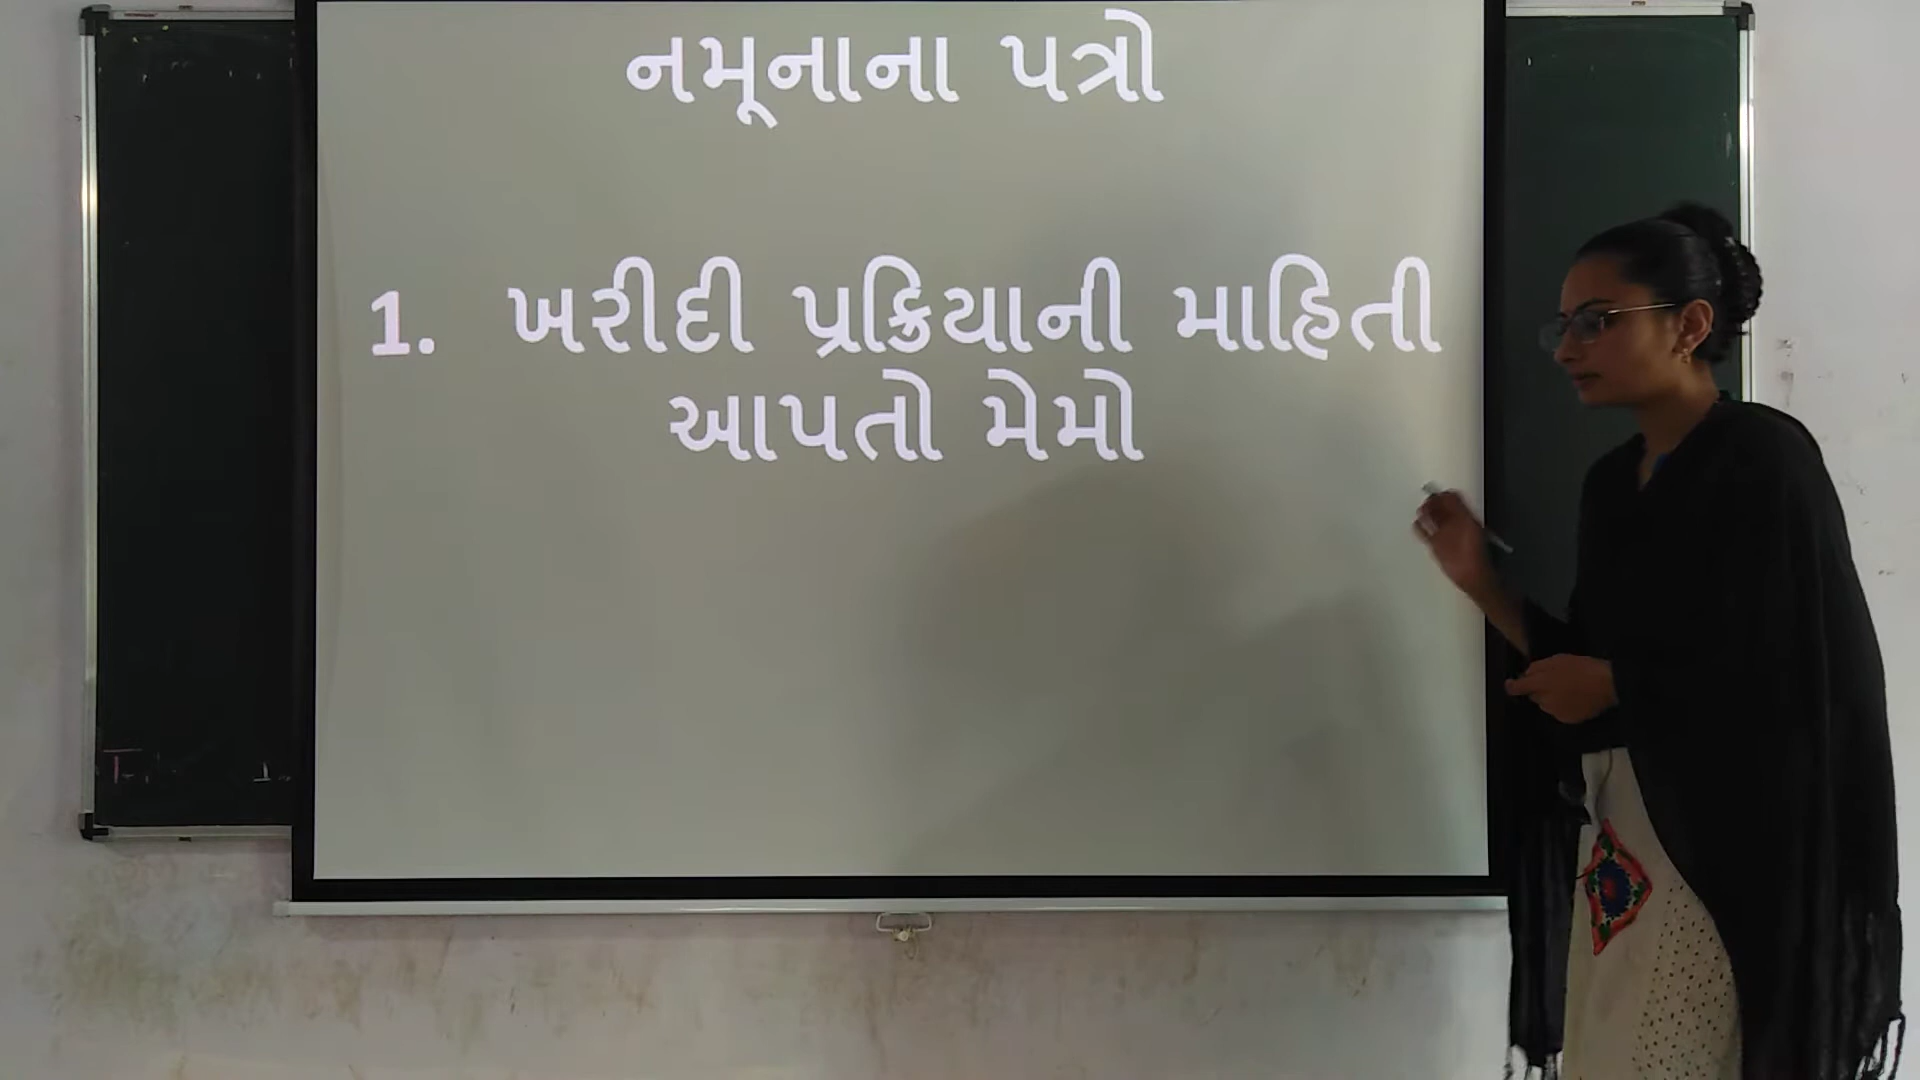 નમૂનાના પત્રો
1. ખરીદી પ્રક્રિયાની માહિતી
આપતો મેમો